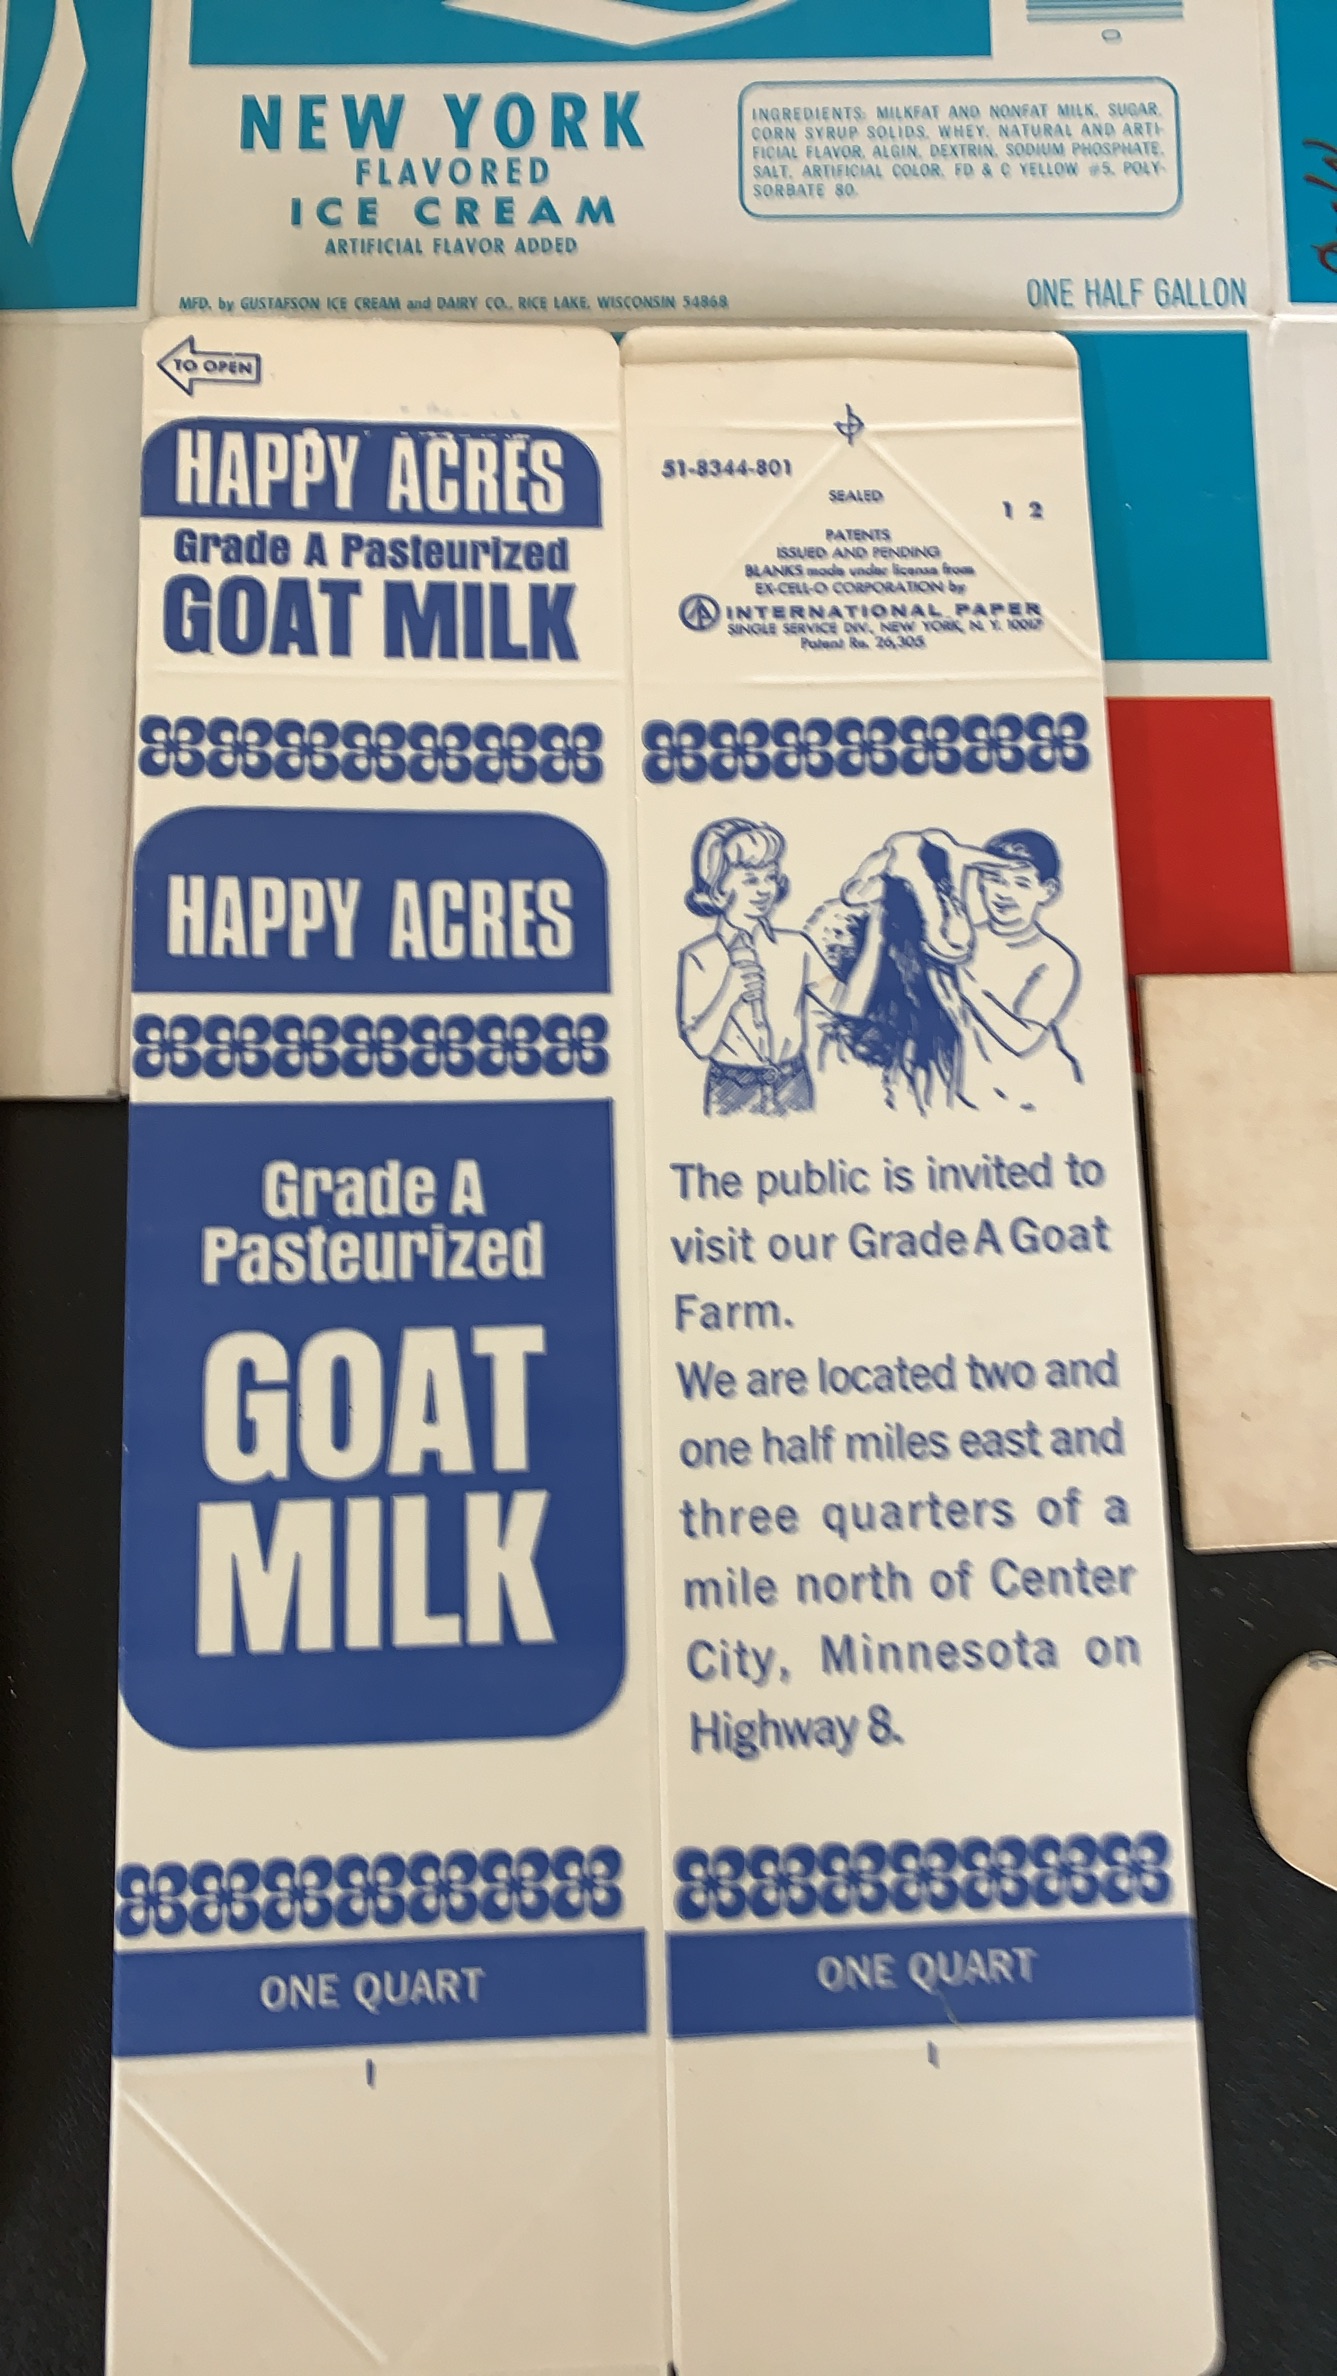 NEW YORK
FLAVORED
ICE CREAM
ARTIFICIAL FLAVOR ADDED
MFD. by GUSTAFSON ICE CREAM and DAIRY CO., RICE LAKE, WISCONSIN 54868
INGREDIENTS: MILKFAT AND NONFAT MILK, SUGAR,
CORN SYRUP SOLIDS, WHEY, NATURAL AND ARTI-
FICIAL FLAVOR, ALGIN, DEXTRIN, SODIUM PHOSPHATE,
SALT, ARTIFICIAL COLOR, FD & C YELLOW #5, POLY-
SORBATE 80.
ONE HALF GALLON
TO OPEN
HAPPY ACRES
Grade A Pasteurized
GOAT MILK
HAPPY ACRES
Grade A
Pasteurized
GOAT
MILK
ONE QUART
51-8344-801
SEALED
1 2
PATENTS
ISSUED AND PENDING
BLANKS made under license from
EX-CELL-O CORPORATION by
INTERNATIONAL PAPER
SINGLE SERVICE DIV., NEW YORK, N. Y. 10017
Patent Re. 26,305
The public is invited to
visit our Grade A Goat
Farm.
We are located two and
one half miles east and
three quarters of a
mile north of Center
City, Minnesota on
Highway 8.
ONE QUART